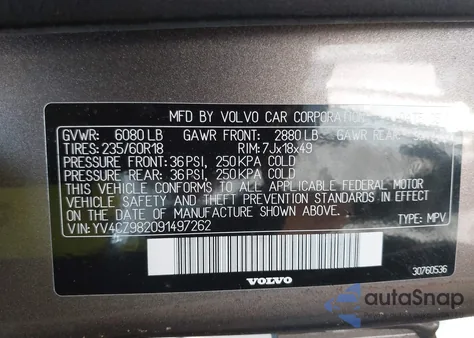 MFD BY VOLVO CAR CORPORATION
GVWR: 6080 LB GAWR FRONT: 2880 LB GAWR REAR:
TIRES: 235/60R18 RIM: 7Jx18x49
PRESSURE FRONT: 36 PSI, 250 KPA COLD
PRESSURE REAR: 36 PSI, 250 KPA COLD
THIS VEHICLE CONFORMS TO ALL APPLICABLE FEDERAL MOTOR
VEHICLE SAFETY AND THEFT PREVENTION STANDARDS IN EFFECT
ON THE DATE OF MANUFACTURE SHOWN ABOVE.
VIN: YV4CZ982091497262 TYPE: MPV
VOLVO
30760536
autoSnap